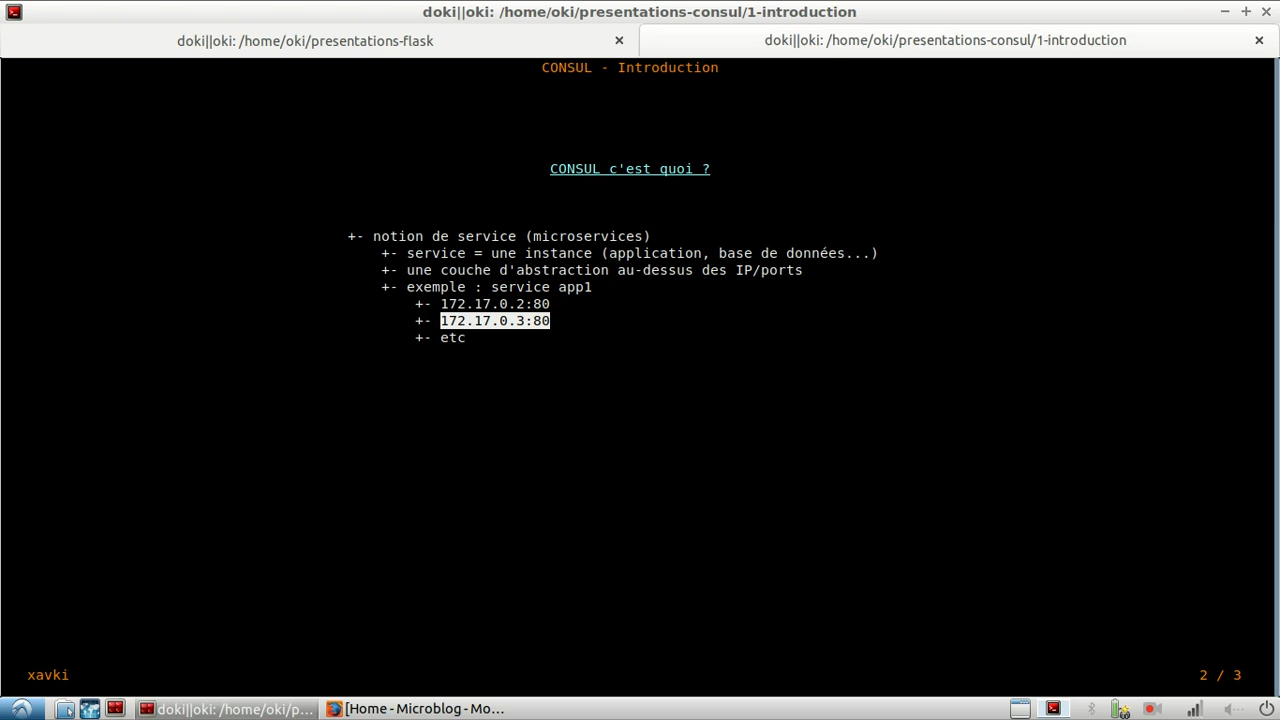 doki||oki: /home/oki/presentations-consul/1-introduction
doki||oki: /home/oki/presentations-flask
doki||oki: /home/oki/presentations-consul/1-introduction
CONSUL - Introduction
CONSUL c'est quoi ?
+- notion de service (microservices)
+- service = une instance (application, base de données...)
+- une couche d'abstraction au-dessus des IP/ports
+- exemple : service app1
+- 172.17.0.2:80
+- 172.17.0.3:80
+- etc
xavki
2 / 3
doki||oki: /home/oki/p...
[Home - Microblog - Mo...